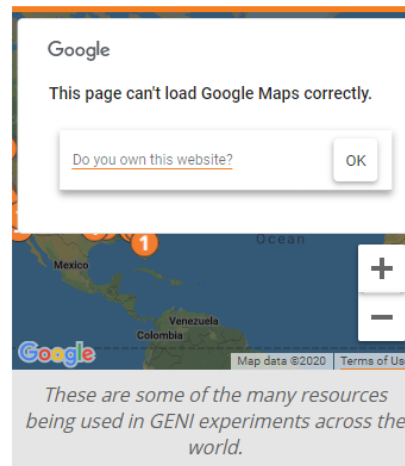 Google
This page can't load Google Maps correctly.
Do you own this website?
OK
1
Ocean
Mexico
+
Venezuela
−
Colombia
Google
Map data ©2020
Terms of Us
These are some of the many resources
being used in GENI experiments across the
world.